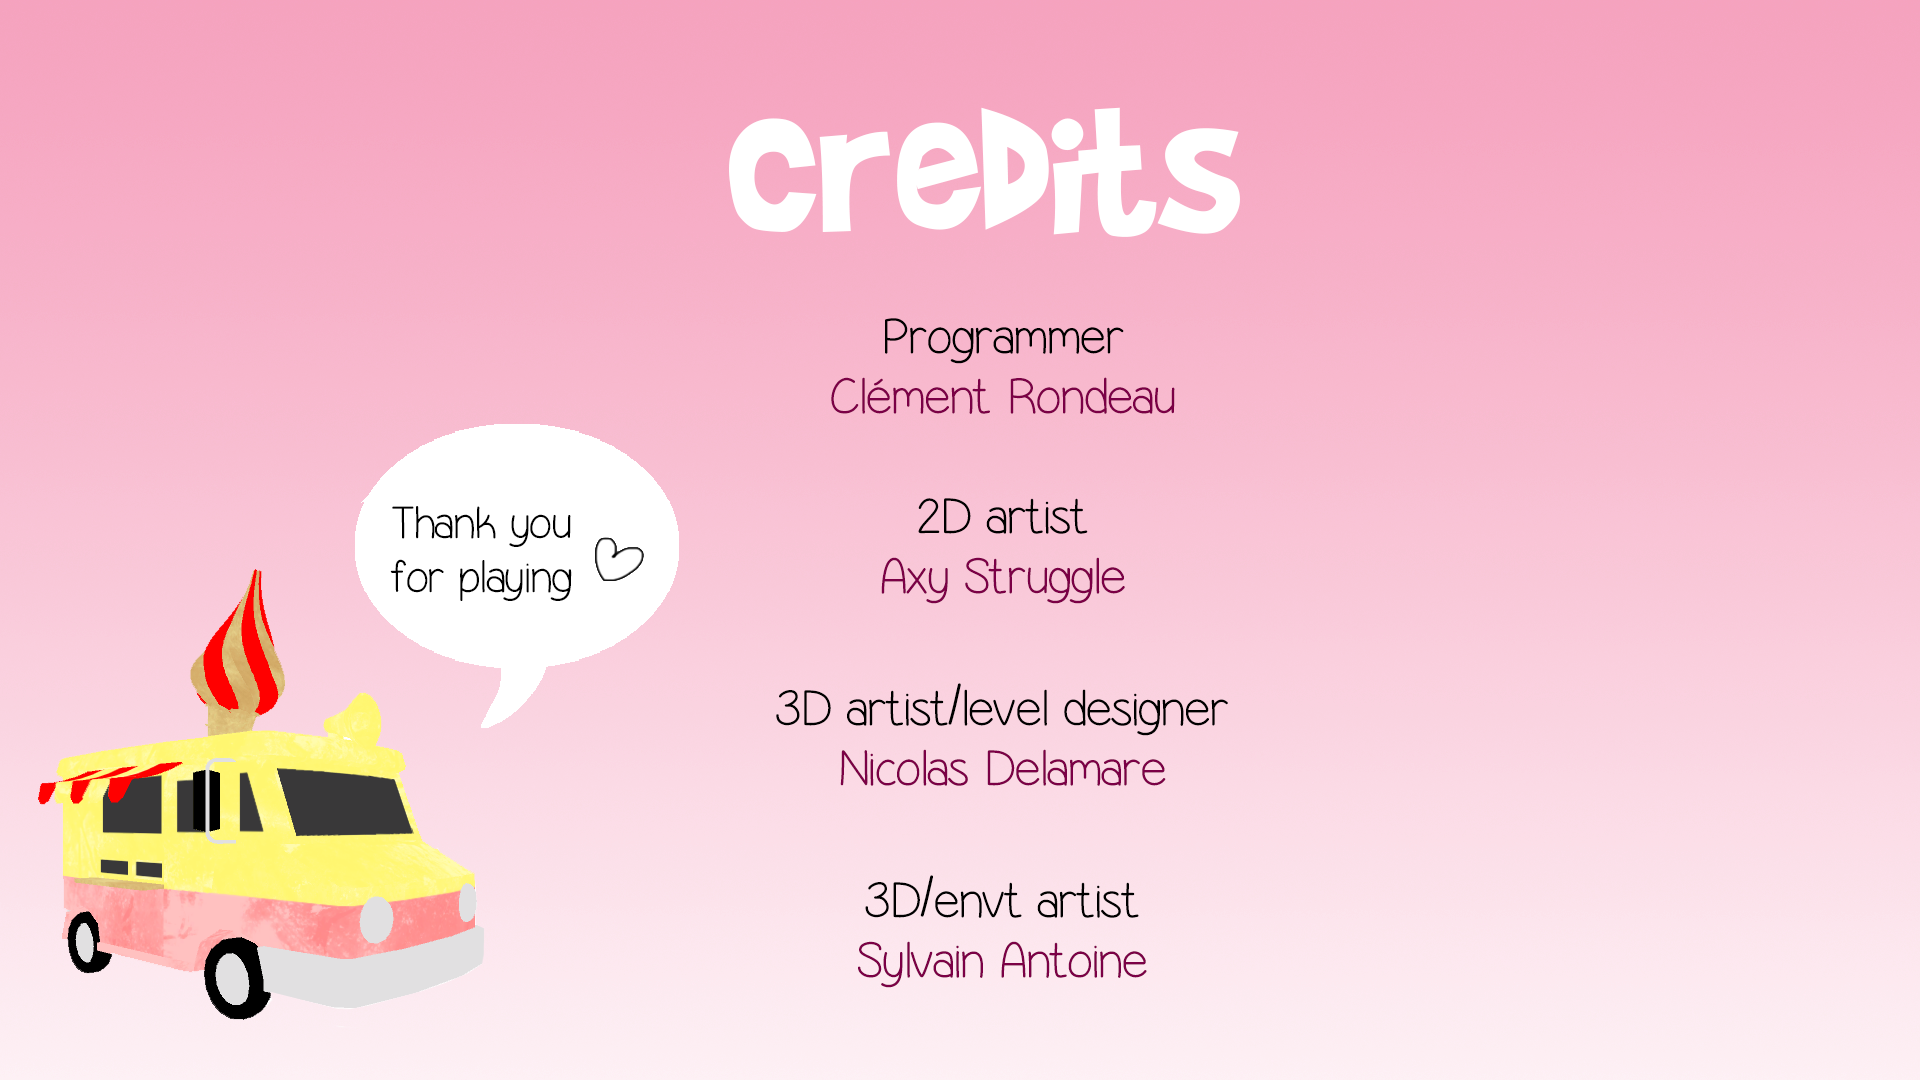 creDits
Programmer
Clément Rondeau
2D artist
Axy Struggle
3D artist/level designer
Nicolas Delamare
3D/envt artist
Sylvain Antoine
Thank you
for playing